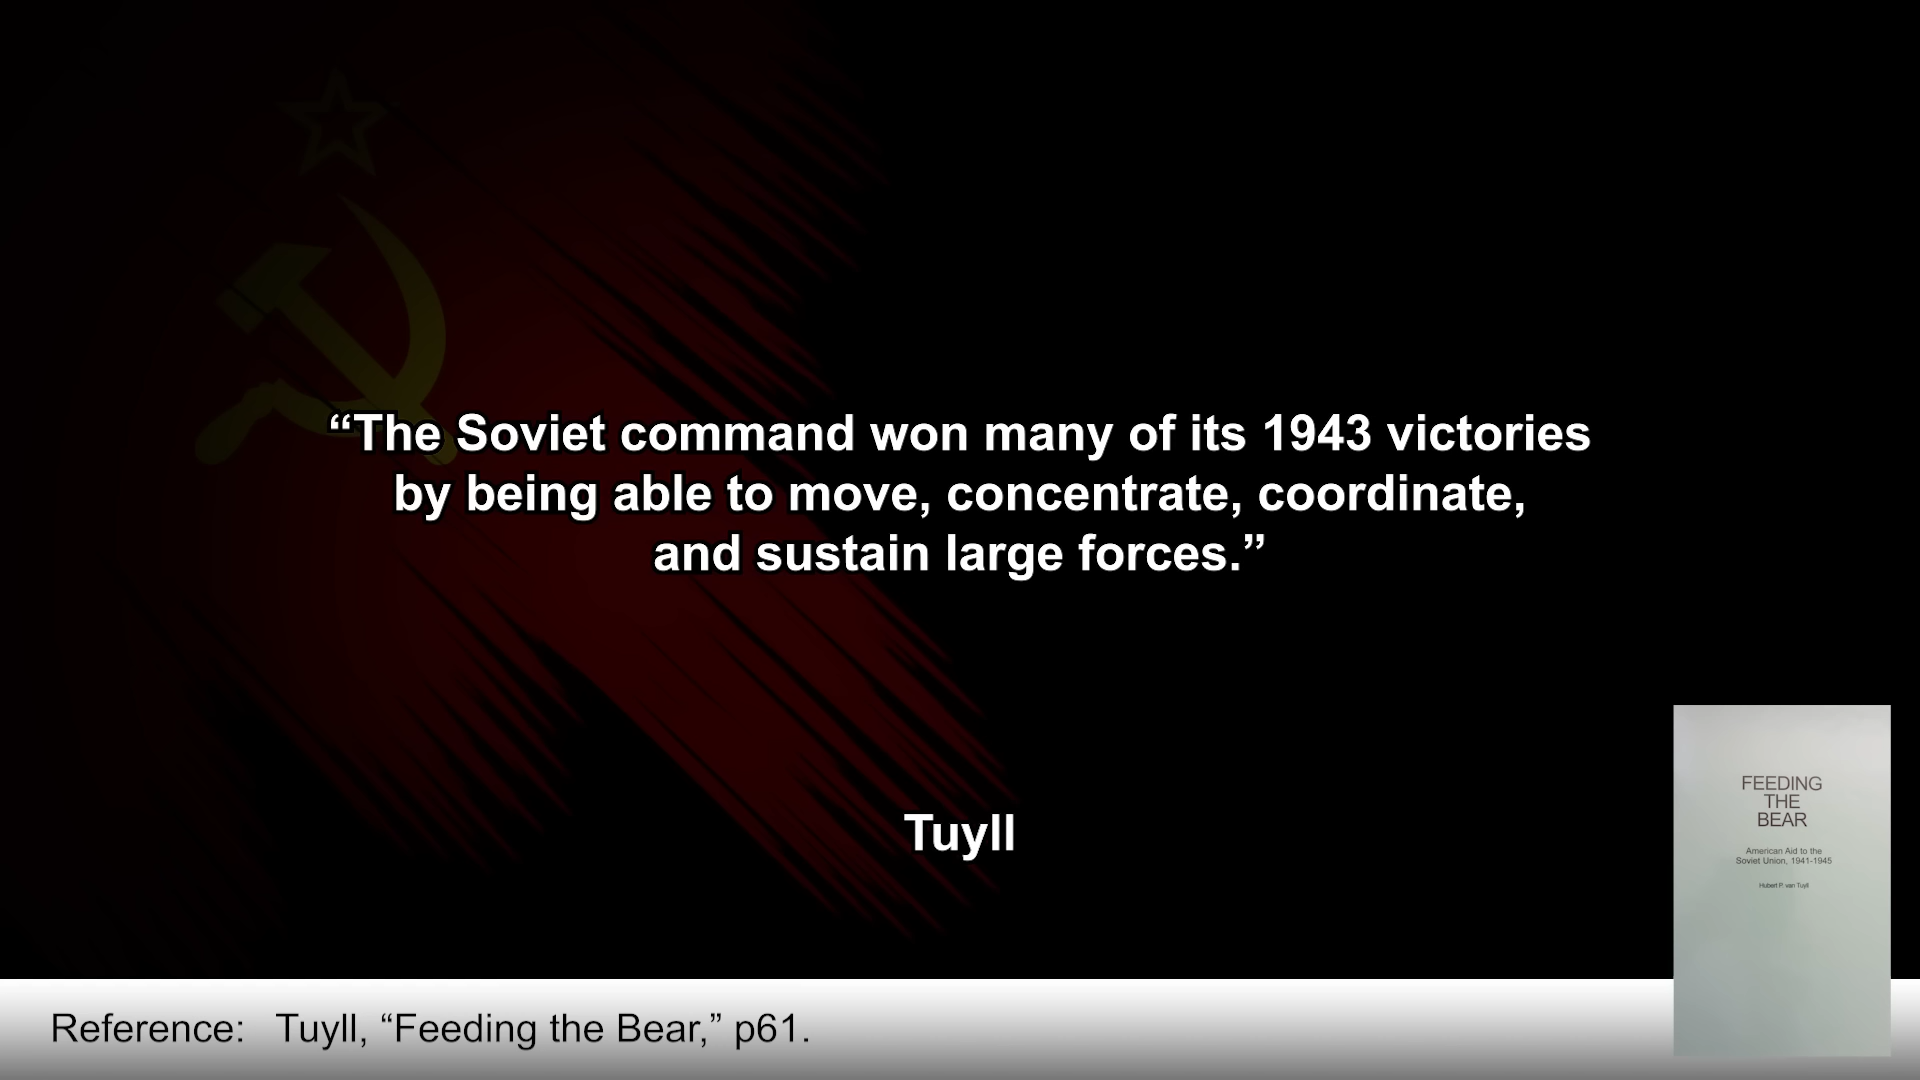 “The Soviet command won many of its 1943 victories
by being able to move, concentrate, coordinate,
and sustain large forces.”
Tuyll
FEEDING
THE
BEAR
American Aid to the
Soviet Union, 1941-1945
Hubert P. van Tuyll
Reference: Tuyll, “Feeding the Bear,” p61.